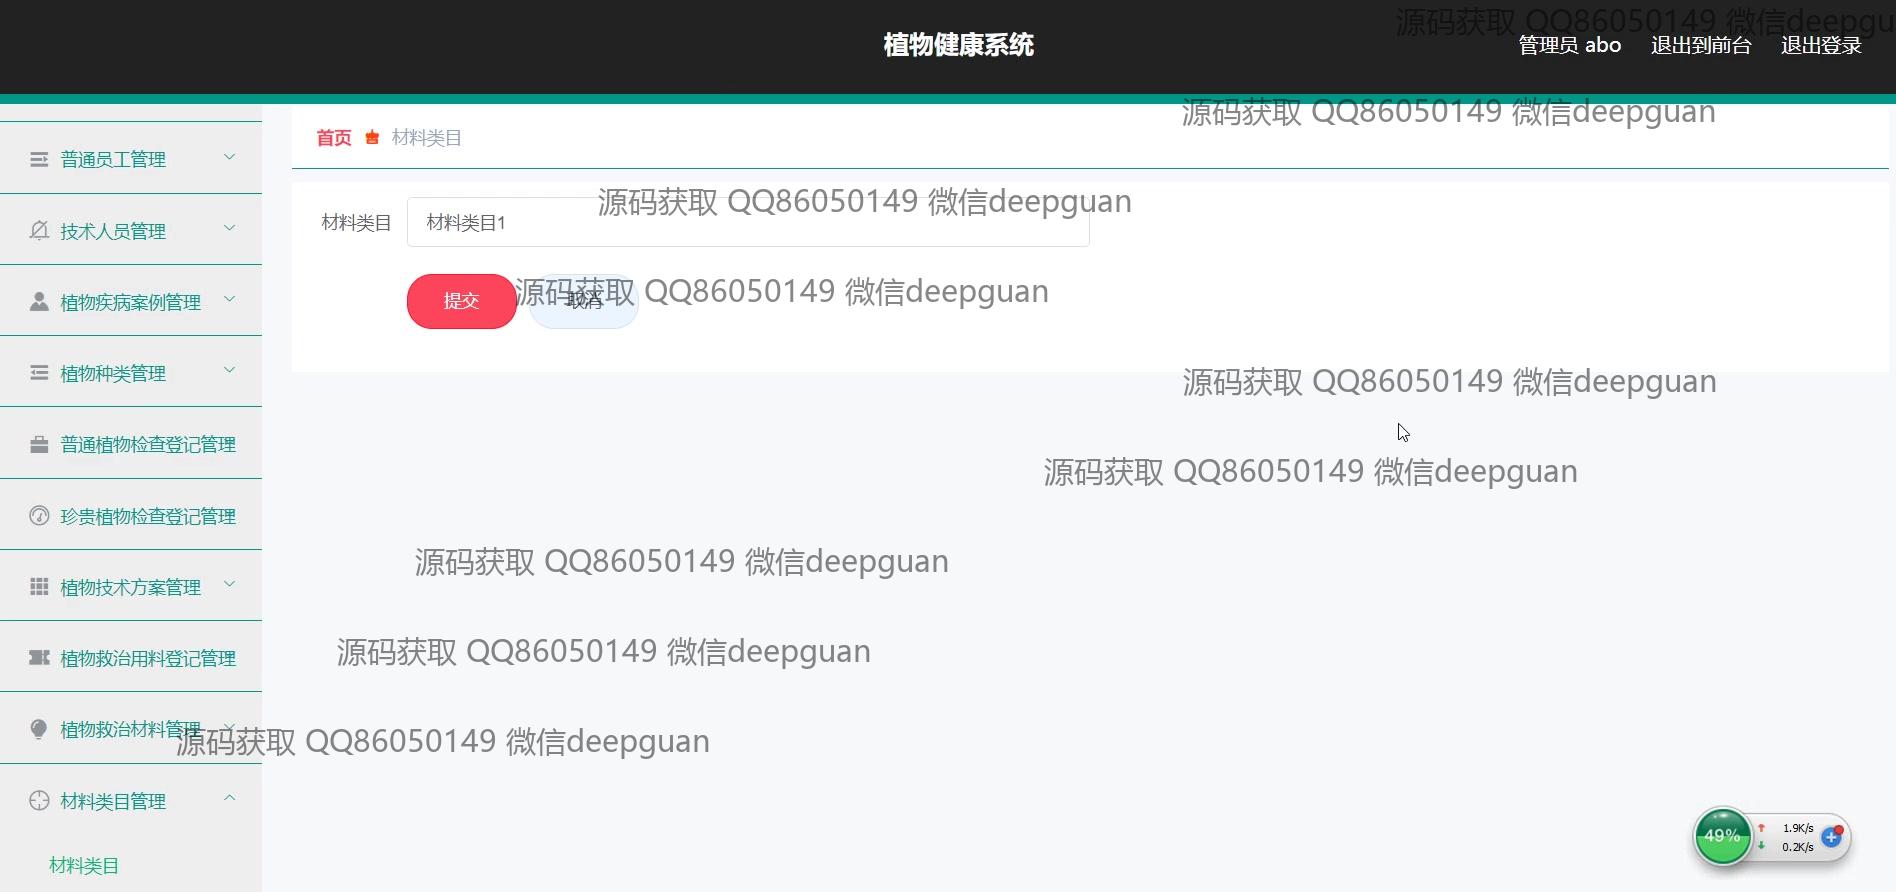 源码获取 QQ86050149 微信deepgu
植物健康系统
管理员 abo 退出到前台 退出登录
源码获取 QQ86050149 微信deepguan
首页 材料类目
普通员工管理
源码获取 QQ86050149 微信deepguan
材料类目 材料类目1
技术人员管理
源码获取 QQ86050149 微信deepguan
提交 取消
植物疾病案例管理
植物种类管理
源码获取 QQ86050149 微信deepguan
普通植物检查登记管理
源码获取 QQ86050149 微信deepguan
珍贵植物检查登记管理
源码获取 QQ86050149 微信deepguan
植物技术方案管理
源码获取 QQ86050149 微信deepguan
植物救治用料登记管理
植物救治材料管理
源码获取 QQ86050149 微信deepguan
材料类目管理
49% 1.9K/s
0.2K/s
材料类目